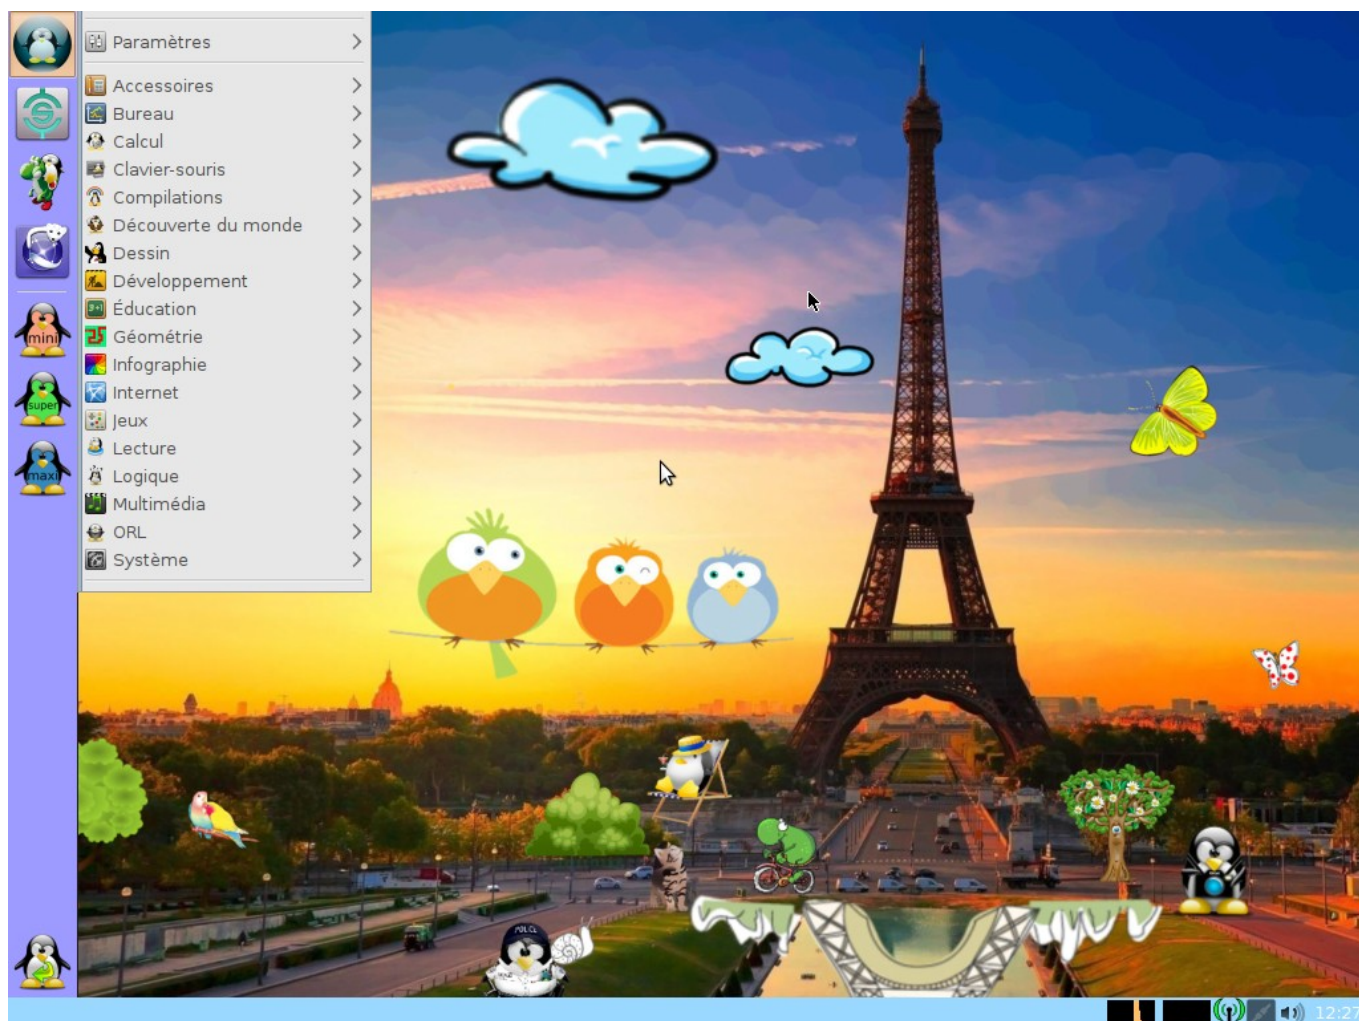 Paramètres
Accessoires
Bureau
Calcul
Clavier-souris
Compilations
Découverte du monde
Dessin
Développement
Éducation
Géométrie
Infographie
Internet
Jeux
Lecture
Logique
Multimédia
ORL
Système
mini
super
maxi
POLICE
12:27